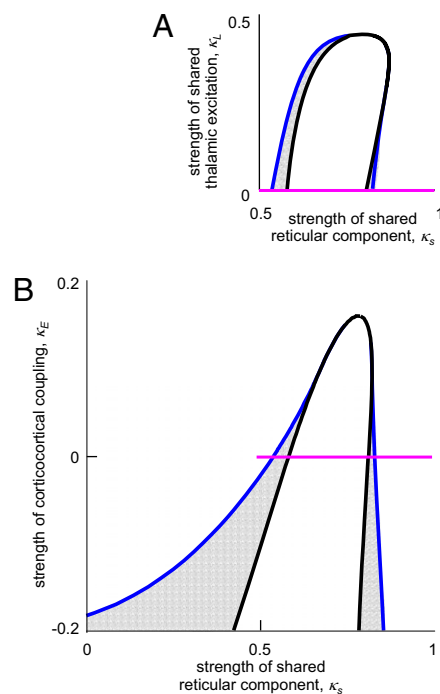 A
0.5
strength of shared
thalamic excitation, κL
0
0.5
1
strength of shared
reticular component, κs
B
0.2
strength of corticocortical coupling, κE
0
-0.2
0
0.5
1
strength of shared
reticular component, κs